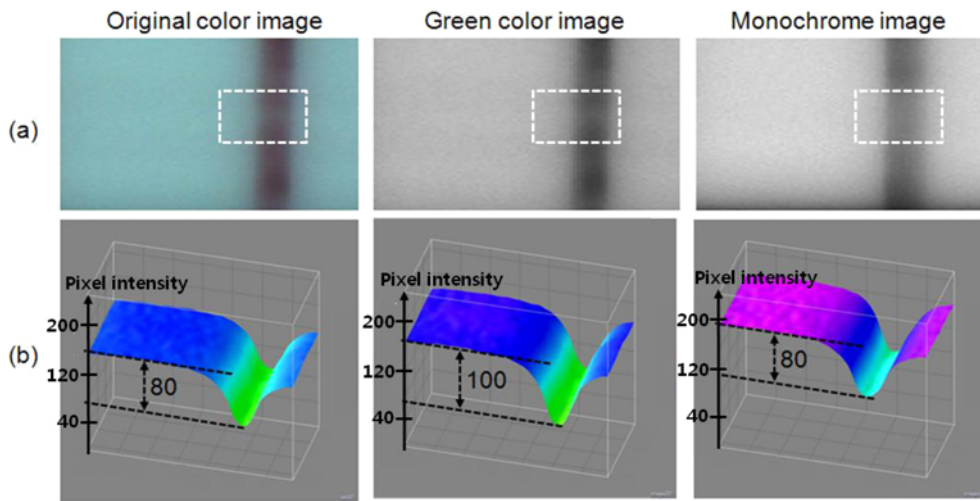 Original color image
Green color image
Monochrome image
(a)
(b)
Pixel intensity
200
120
40
80
Pixel intensity
200
120
40
100
Pixel intensity
200
120
40
80